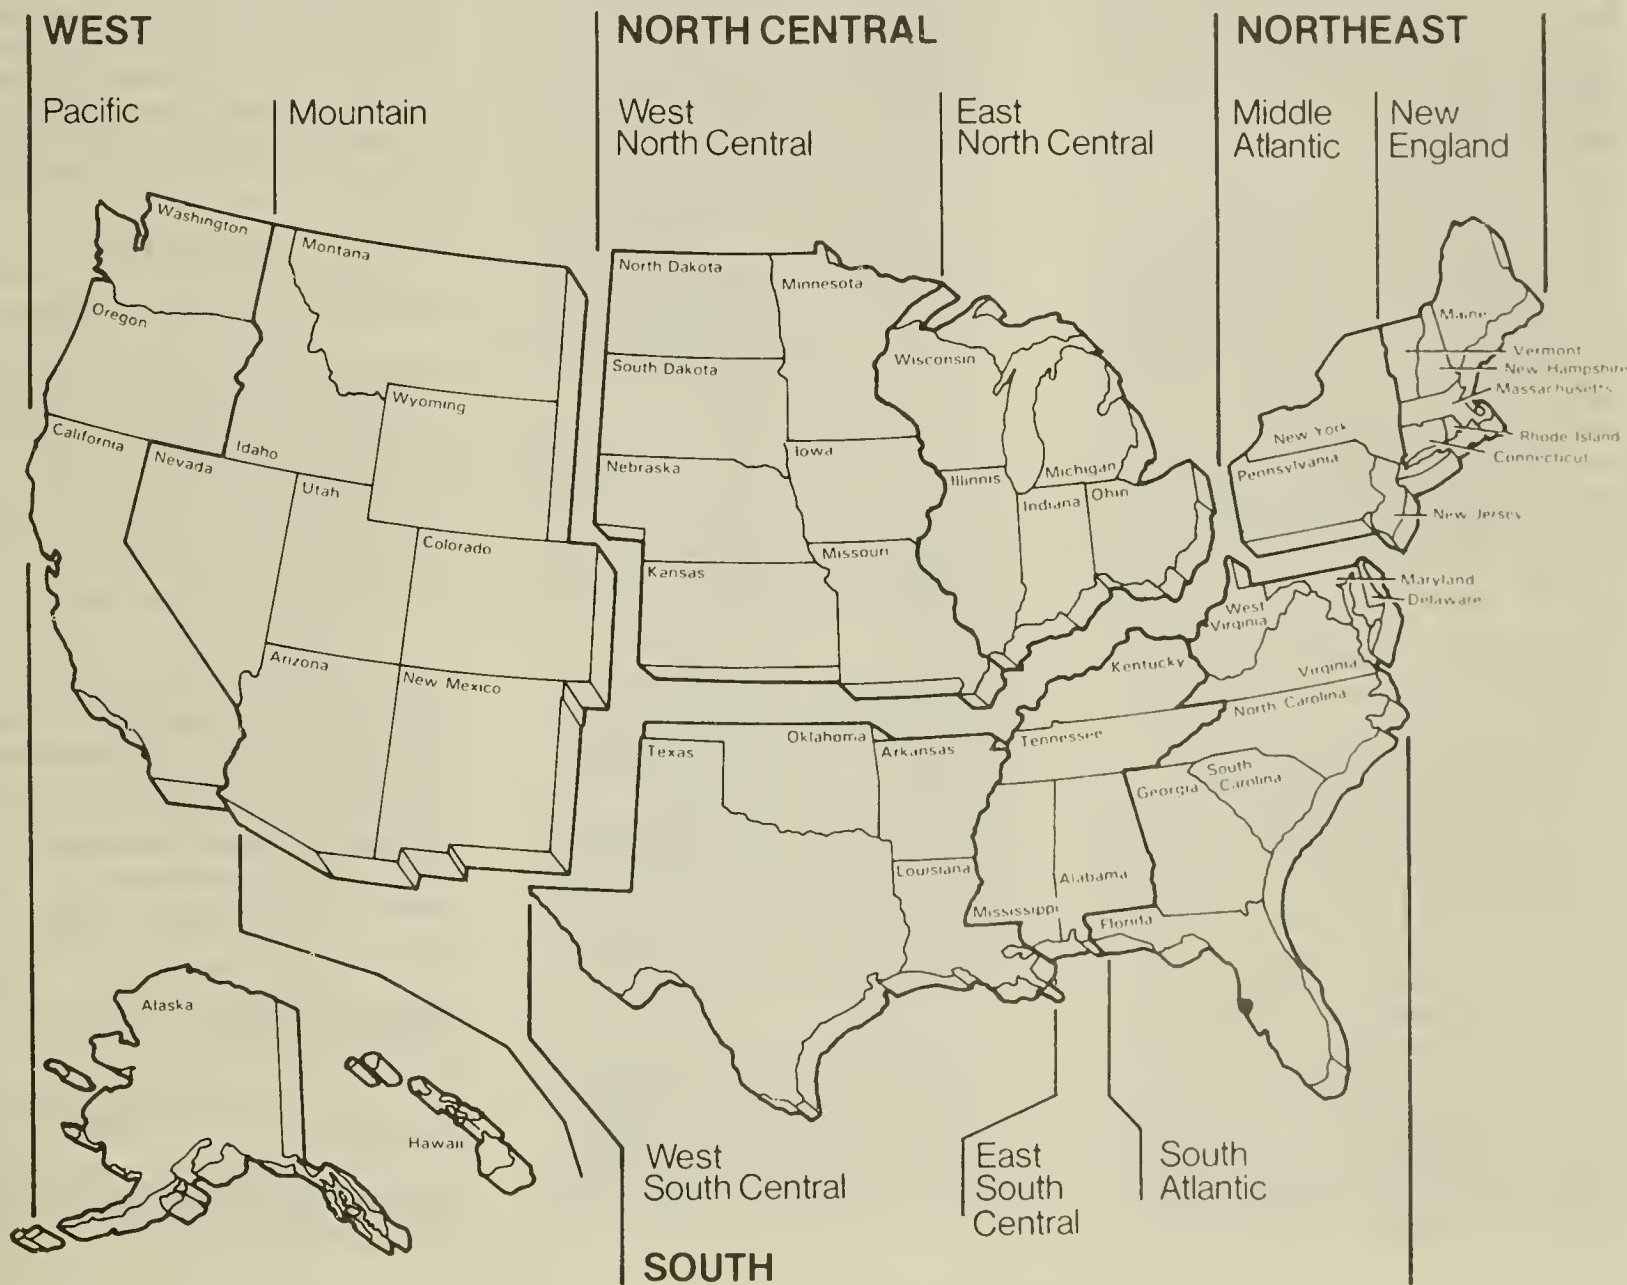 WEST
NORTH CENTRAL
NORTHEAST
Pacific
Mountain
West
North Central
East
North Central
Middle
Atlantic
New
England
Washington
Montana
Oregon
Wyoming
California
Nevada
Idaho
Utah
Colorado
Arizona
New Mexico
North Dakota
Minnesota
South Dakota
Wisconsin
Nebraska
Iowa
Illinnis
Michigan
Indiana
Ohin
Kansas
Missouri
Maine
Vermont
New Hampshire
Massachusetts
New York
Rhode Island
Connecticut
Pennsylvania
New Jersey
Maryland
Delaware
West
Virginia
Kentucky
Virginia
North Carolina
Tennessee
South
Carolina
Georgia
Oklahoma
Texas
Arkansas
Louisiana
Alabama
Mississippi
Florida
Alaska
Hawaii
West
South Central
East
South
Central
South
Atlantic
SOUTH